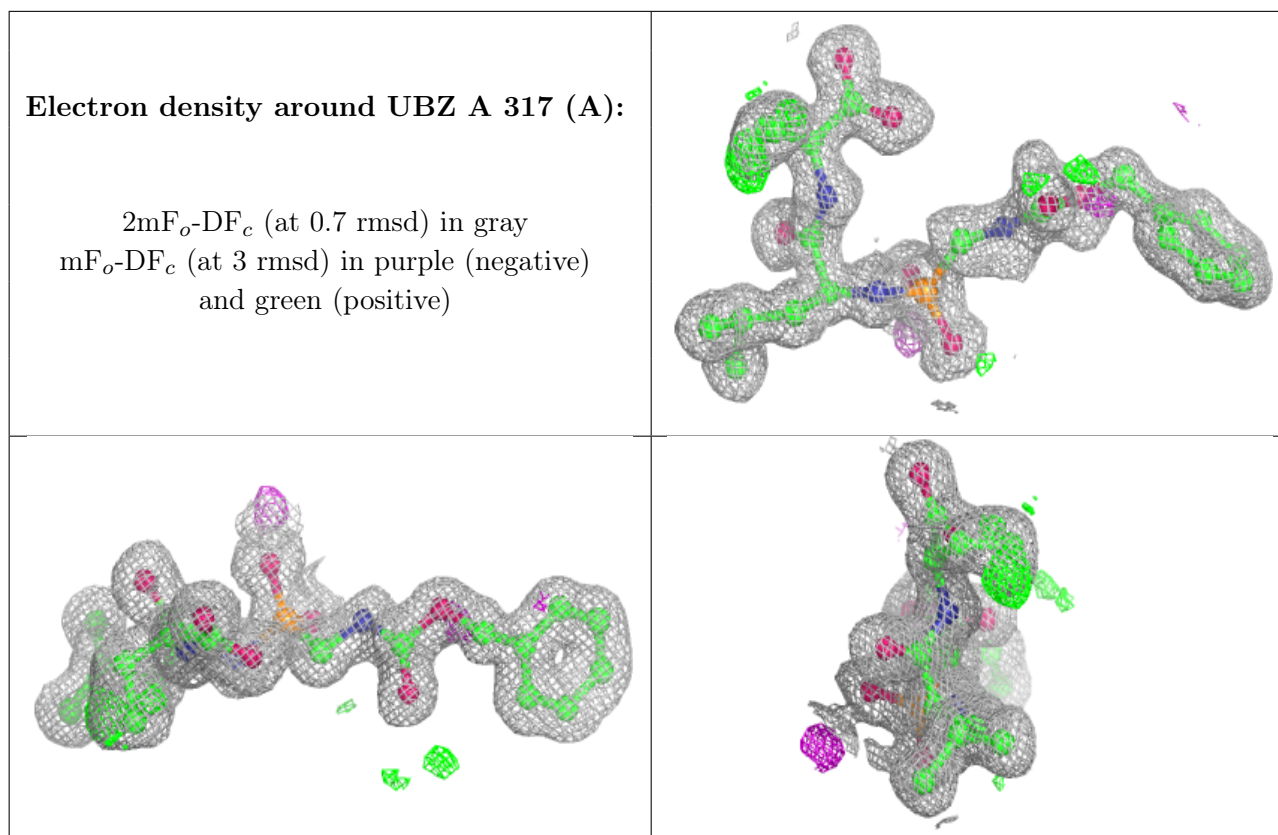 Electron density around UBZ A 317 (A):
2mFₒ-DF𝒸 (at 0.7 rmsd) in gray
mFₒ-DF𝒸 (at 3 rmsd) in purple (negative)
and green (positive)